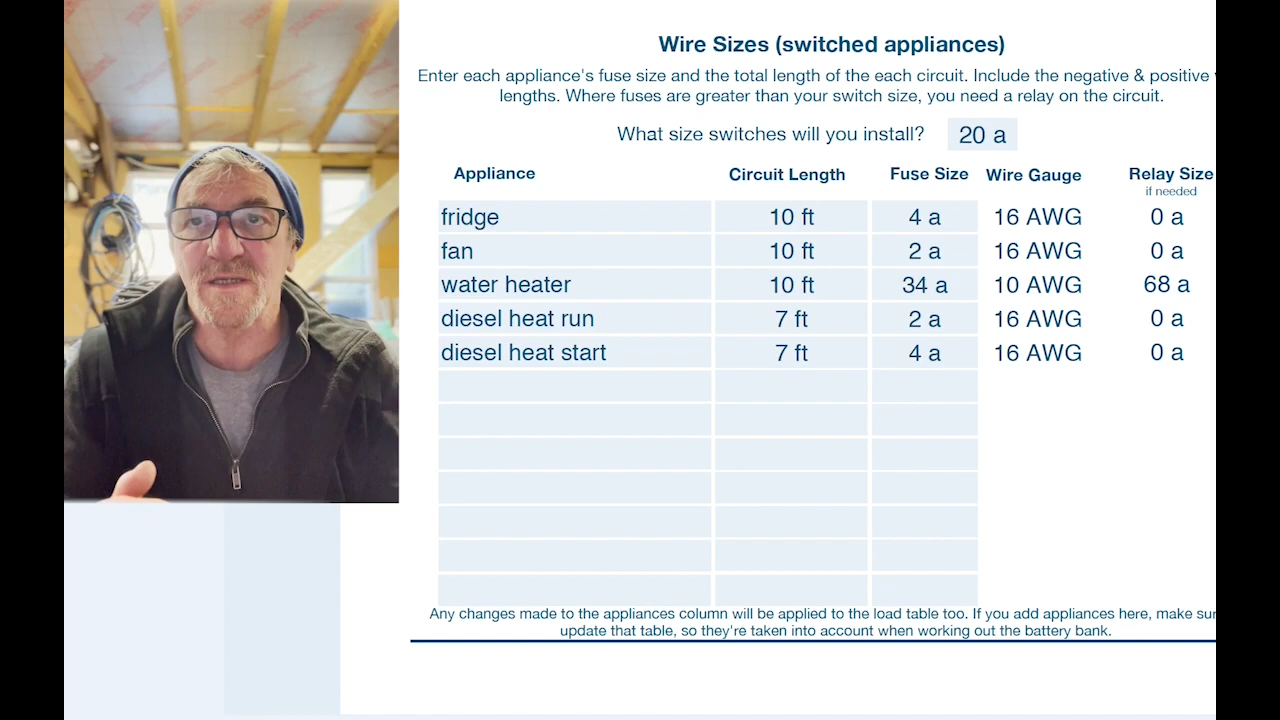 Wire Sizes (switched appliances)
Enter each appliance's fuse size and the total length of the each circuit. Include the negative & positive
lengths. Where fuses are greater than your switch size, you need a relay on the circuit.
What size switches will you install? 20 a
Appliance Circuit Length Fuse Size Wire Gauge Relay Size
if needed
fridge 10 ft 4 a 16 AWG 0 a
fan 10 ft 2 a 16 AWG 0 a
water heater 10 ft 34 a 10 AWG 68 a
diesel heat run 7 ft 2 a 16 AWG 0 a
diesel heat start 7 ft 4 a 16 AWG 0 a
Any changes made to the appliances column will be applied to the load table too. If you add appliances here, make
update that table, so they're taken into account when working out the battery bank.